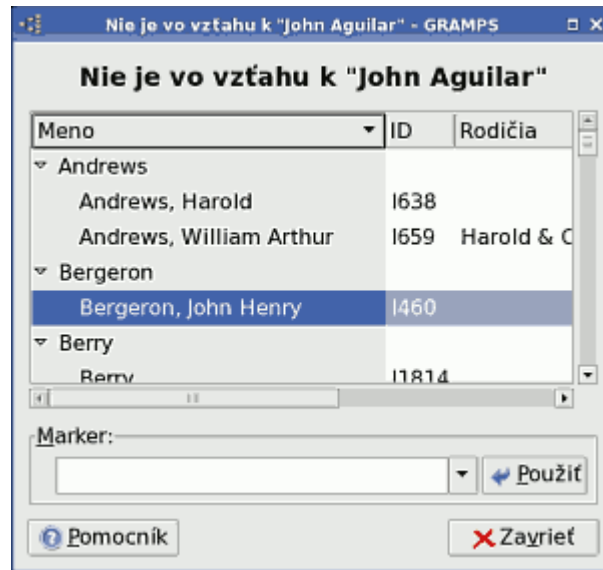 Nie je vo vzťahu k "John Aguilar" - GRAMPS
Nie je vo vzťahu k "John Aguilar"
Meno ID Rodičia
Andrews
Andrews, Harold I638
Andrews, William Arthur I659 Harold & C
Bergeron
Bergeron, John Henry I460
Berry
Berry I1814
Marker:
Použiť
Pomocník Zavrieť